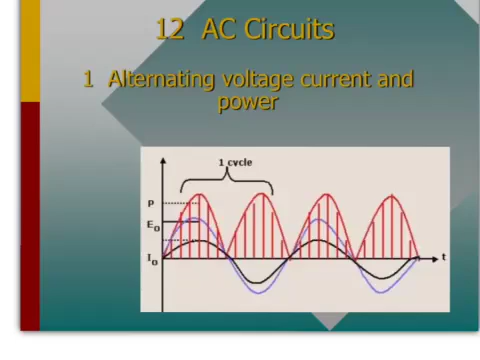 12 AC Circuits
1 Alternating voltage current and
power
1 cycle
P
E₀
I₀
t